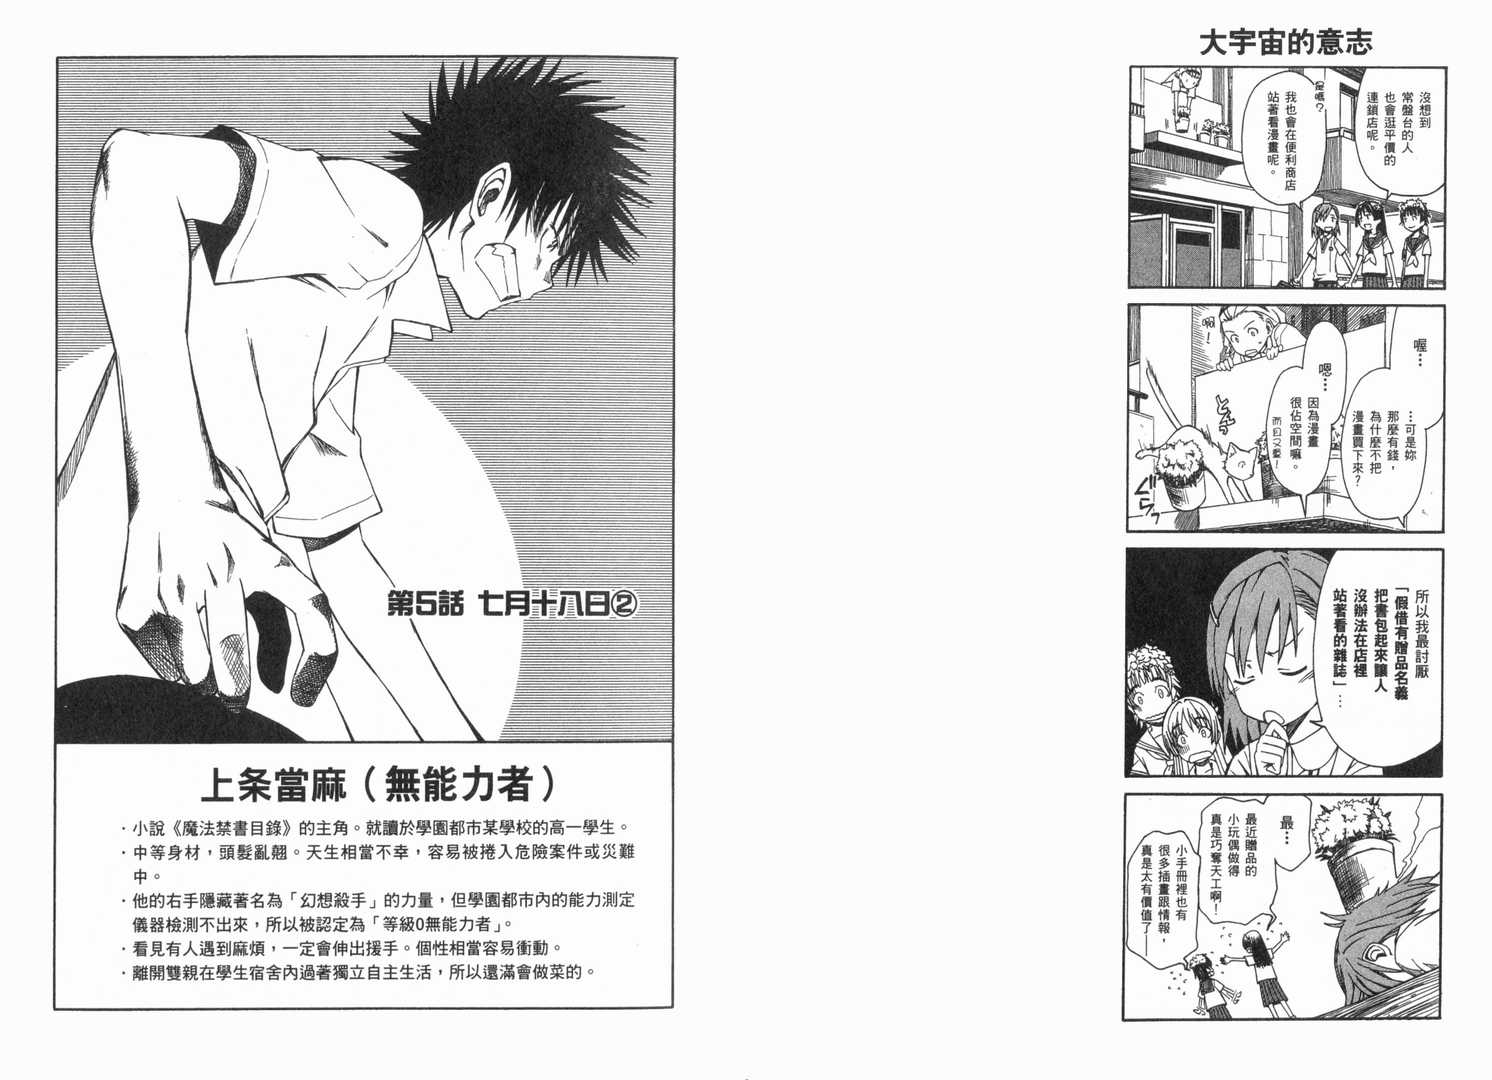 大宇宙的意志
沒想到
常盤台的人
也會逛平價的
連鎖店呢。
是嗎?
我也會在便利商店
站著看漫畫呢。
喔…
…可是妳
那麼有錢，
為什麼不把
漫畫買下來?
嗯…
因為漫畫
很佔空間嘛。
而且又重!
啊!
とん
ぐらっ
所以我最討厭
「假借有贈品名義
把書包起來讓人
沒辦法在店裡
站著看的雜誌」…
最…
最近贈品的
小玩偶做得
真是巧奪天工啊!
小手冊裡也有
很多插畫跟情報，
真是太有價值了——
第5話 七月十八日②
上条當麻（無能力者）
·小說《魔法禁書目錄》的主角。就讀於學園都市某學校的高一學生。
·中等身材，頭髮亂翹。天生相當不幸，容易被捲入危險案件或災難
中。
·他的右手隱藏著名為「幻想殺手」的力量，但學園都市內的能力測定
儀器檢測不出來，所以被認定為「等級0無能力者」。
·看見有人遇到麻煩，一定會伸出援手。個性相當容易衝動。
·離開雙親在學生宿舍內過著獨立自主生活，所以還滿會做菜的。